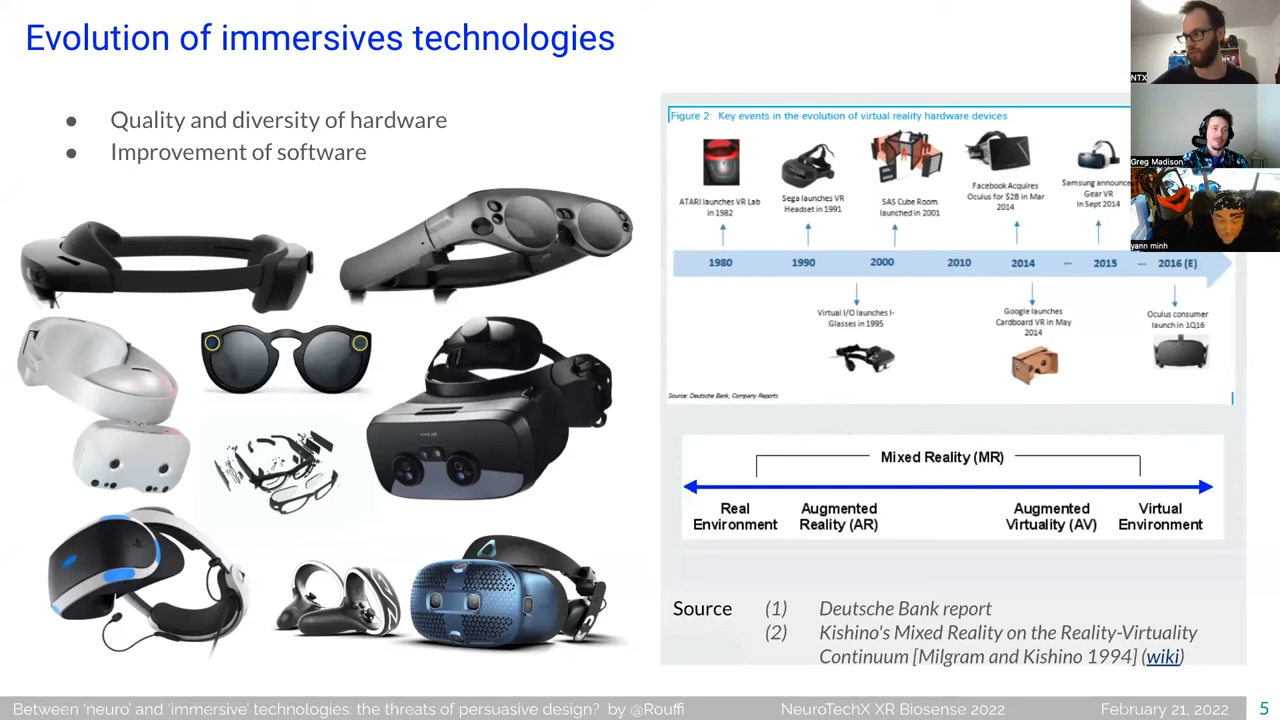 Evolution of immersives technologies
● Quality and diversity of hardware
● Improvement of software
Figure 2: Key events in the evolution of virtual reality hardware devices
ATARI launches VR Lab
in 1982
Sega launches VR
Headset in 1991
SAS Cube Room
launched in 2001
Facebook Acquires
Oculus for $2B in Mar
2014
Samsung announce
Gear VR
In Sept 2014
1980 1990 2000 2010 2014 ... 2015 ... 2016 (E)
Virtual I/O launches I-
Glasses in 1995
Google launches
Cardboard VR in May
2014
Oculus consumer
launch in 1Q16
Source: Deutsche Bank, Company Reports
Mixed Reality (MR)
Real
Environment
Augmented
Reality (AR)
Augmented
Virtuality (AV)
Virtual
Environment
Source (1) Deutsche Bank report
(2) Kishino's Mixed Reality on the Reality-Virtuality
Continuum [Milgram and Kishino 1994] (wiki)
NTX
Greg Madison
yann minh
Between 'neuro' and 'immersive' technologies: the threats of persuasive design? by @Rouffi NeuroTechX XR Biosense 2022 February 21, 2022 5